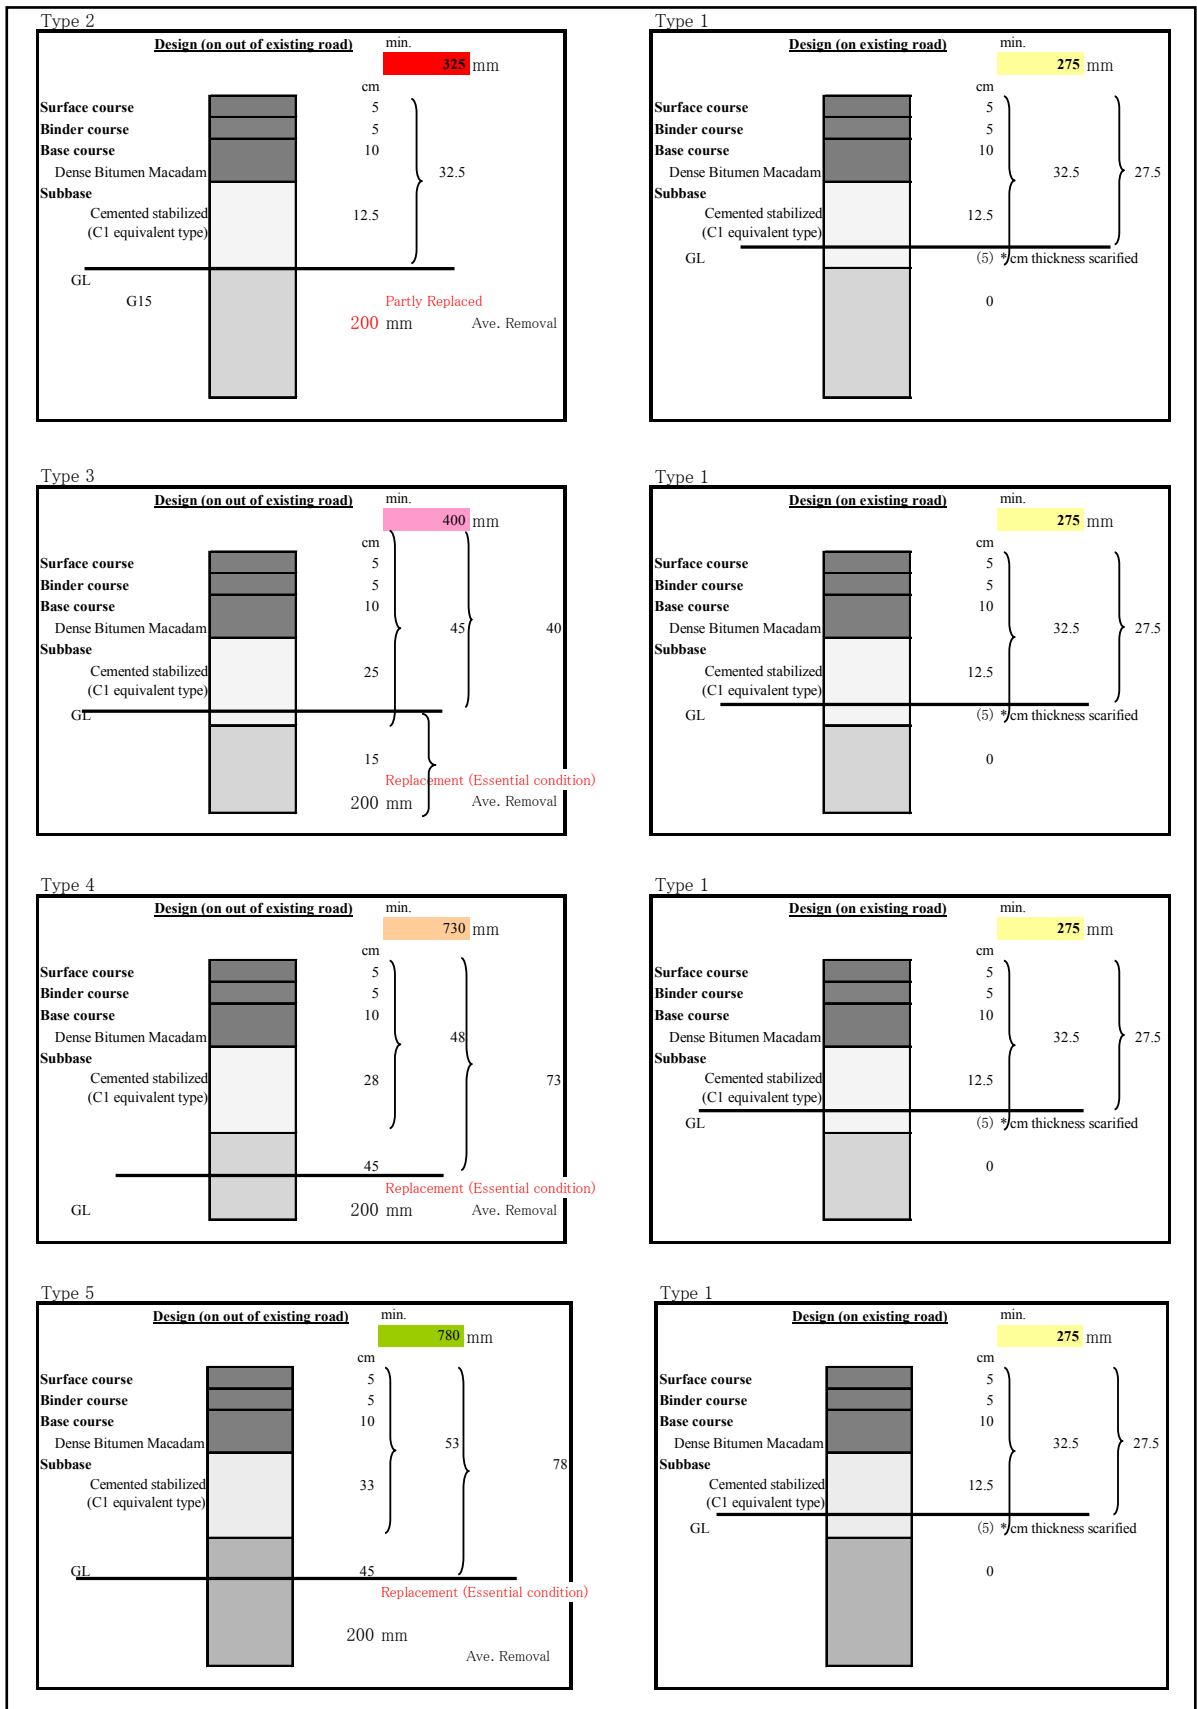 Type 2
Design (on out of existing road) min.
325 mm
cm
Surface course 5
Binder course 5
Base course 10
Dense Bitumen Macadam 32.5
Subbase
Cemented stabilized 12.5
(C1 equivalent type)
GL
G15 Partly Replaced
200 mm Ave. Removal
Type 1
Design (on existing road) min.
275 mm
cm
Surface course 5
Binder course 5
Base course 10
Dense Bitumen Macadam 32.5 27.5
Subbase
Cemented stabilized 12.5
(C1 equivalent type)
GL (5) * cm thickness scarified
0
Type 3
Design (on out of existing road) min.
400 mm
cm
Surface course 5
Binder course 5
Base course 10
Dense Bitumen Macadam 45 40
Subbase
Cemented stabilized 25
(C1 equivalent type)
GL
15
Replacement (Essential condition)
200 mm Ave. Removal
Type 1
Design (on existing road) min.
275 mm
cm
Surface course 5
Binder course 5
Base course 10
Dense Bitumen Macadam 32.5 27.5
Subbase
Cemented stabilized 12.5
(C1 equivalent type)
GL (5) * cm thickness scarified
0
Type 4
Design (on out of existing road) min.
730 mm
cm
Surface course 5
Binder course 5
Base course 10
Dense Bitumen Macadam 48
Subbase
Cemented stabilized 28 73
(C1 equivalent type)
45
Replacement (Essential condition)
GL 200 mm Ave. Removal
Type 1
Design (on existing road) min.
275 mm
cm
Surface course 5
Binder course 5
Base course 10
Dense Bitumen Macadam 32.5 27.5
Subbase
Cemented stabilized 12.5
(C1 equivalent type)
GL (5) * cm thickness scarified
0
Type 5
Design (on out of existing road) min.
780 mm
cm
Surface course 5
Binder course 5
Base course 10
Dense Bitumen Macadam 53
Subbase 78
Cemented stabilized 33
(C1 equivalent type)
GL 45
Replacement (Essential condition)
200 mm
Ave. Removal
Type 1
Design (on existing road) min.
275 mm
cm
Surface course 5
Binder course 5
Base course 10
Dense Bitumen Macadam 32.5 27.5
Subbase
Cemented stabilized 12.5
(C1 equivalent type)
GL (5) * cm thickness scarified
0